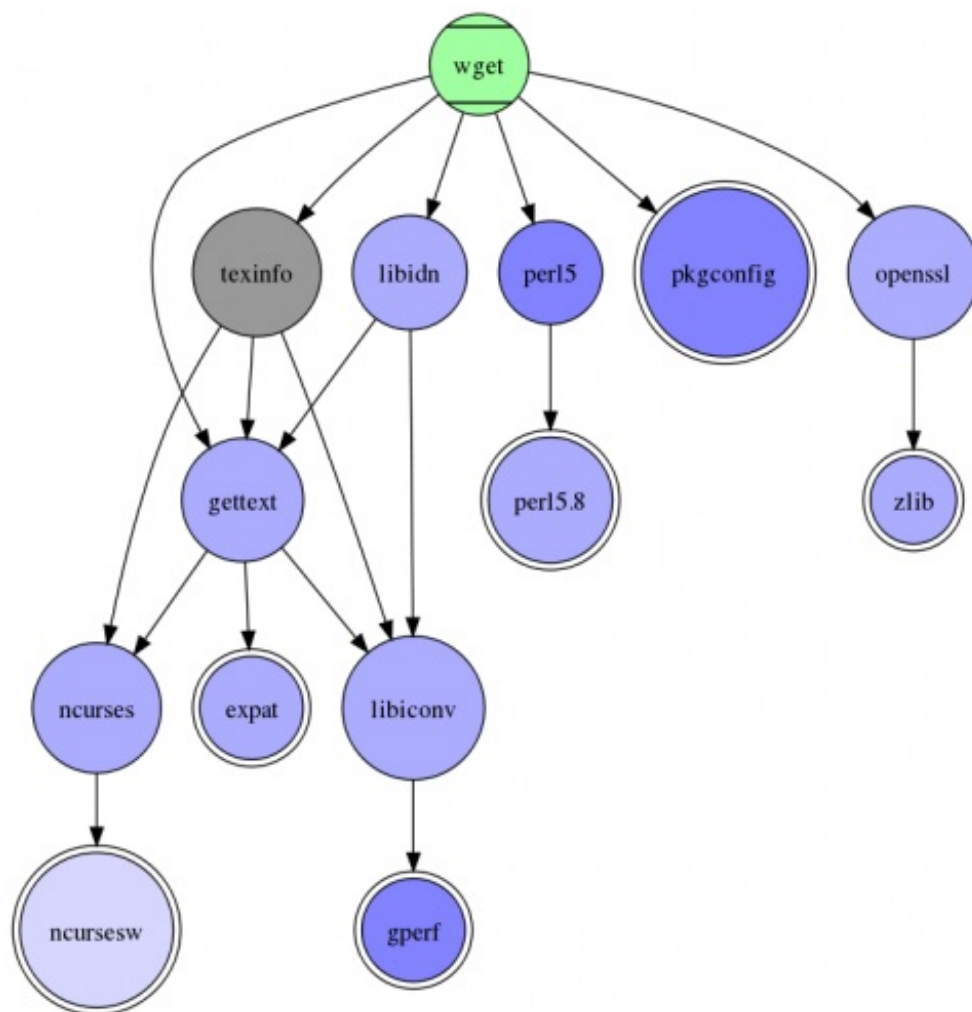 wget
texinfo
libidn
perl5
pkgconfig
openssl
gettext
perl5.8
zlib
ncurses
expat
libiconv
ncursesw
gperf